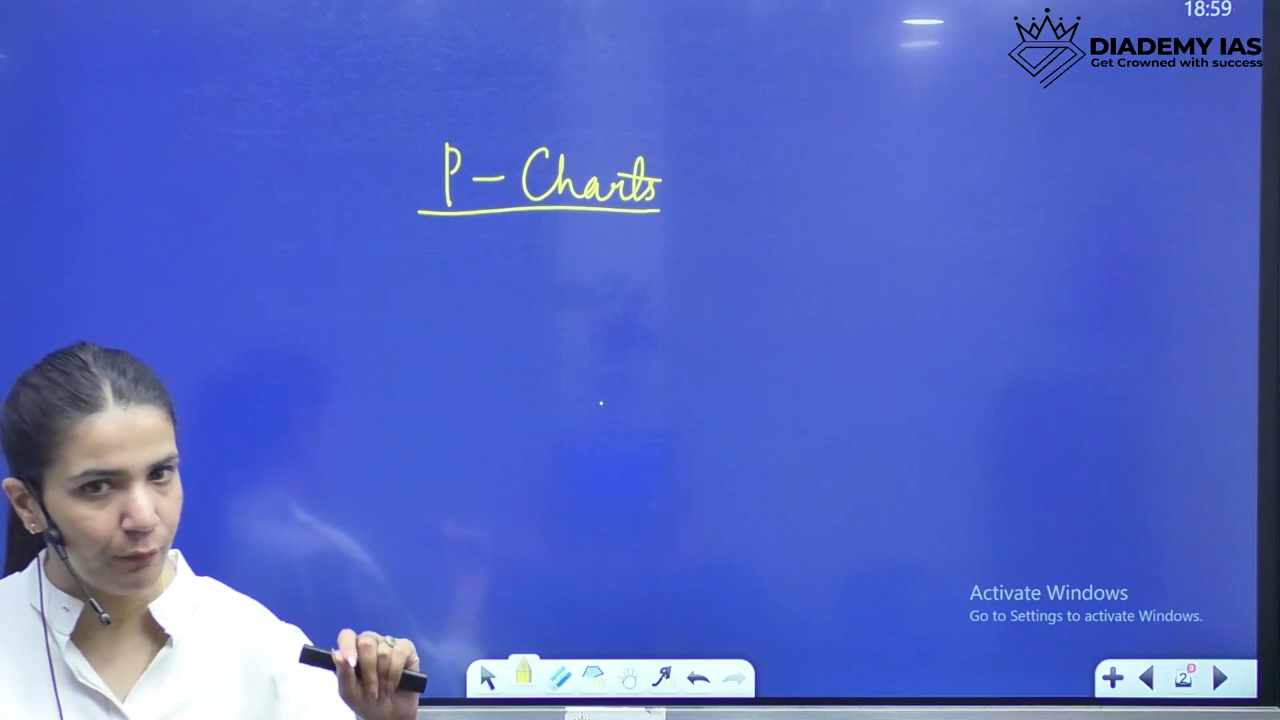 18:59
DIADEMY IAS
Get Crowned with success
P - Charts
Activate Windows
Go to Settings to activate Windows.
2